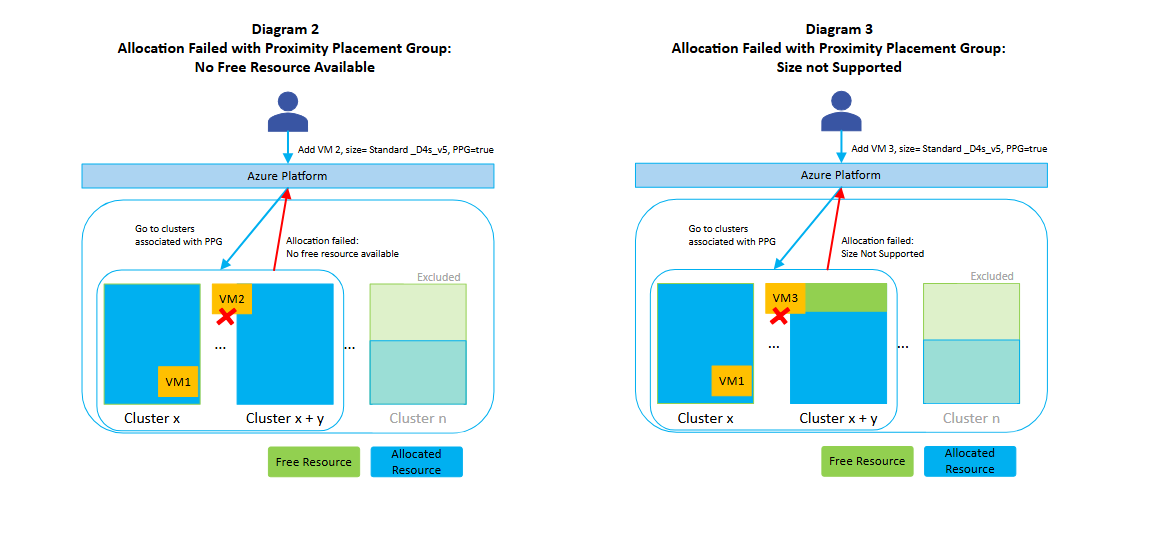 Diagram 2
Allocation Failed with Proximity Placement Group:
No Free Resource Available
Add VM 2, size= Standard _D4s_v5, PPG=true
Azure Platform
Go to clusters
associated with PPG
Allocation failed:
No free resource available
Excluded
VM2
...
...
VM1
Cluster x
Cluster x + y
Cluster n
Free Resource
Allocated
Resource
Diagram 3
Allocation Failed with Proximity Placement Group:
Size not Supported
Add VM 3, size= Standard _D4s_v5, PPG=true
Azure Platform
Go to clusters
associated with PPG
Allocation failed:
Size Not Supported
Excluded
VM3
...
...
VM1
Cluster x
Cluster x + y
Cluster n
Free Resource
Allocated
Resource